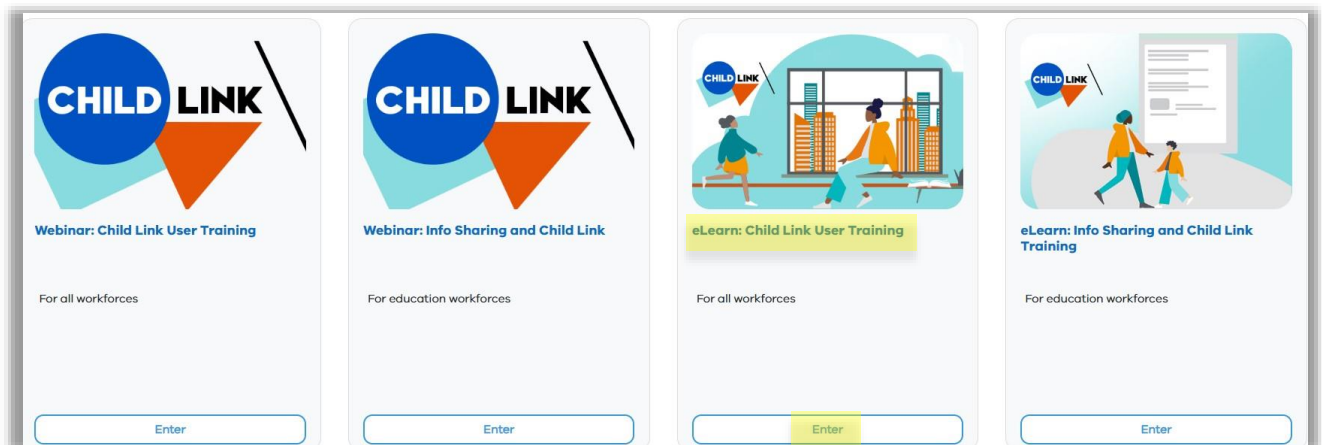 CHILD LINK
CHILD LINK
CHILD LINK
CHILD LINK
Webinar: Child Link User Training
Webinar: Info Sharing and Child Link
eLearn: Child Link User Training
eLearn: Info Sharing and Child Link
Training
For all workforces
For education workforces
For all workforces
For education workforces
Enter
Enter
Enter
Enter